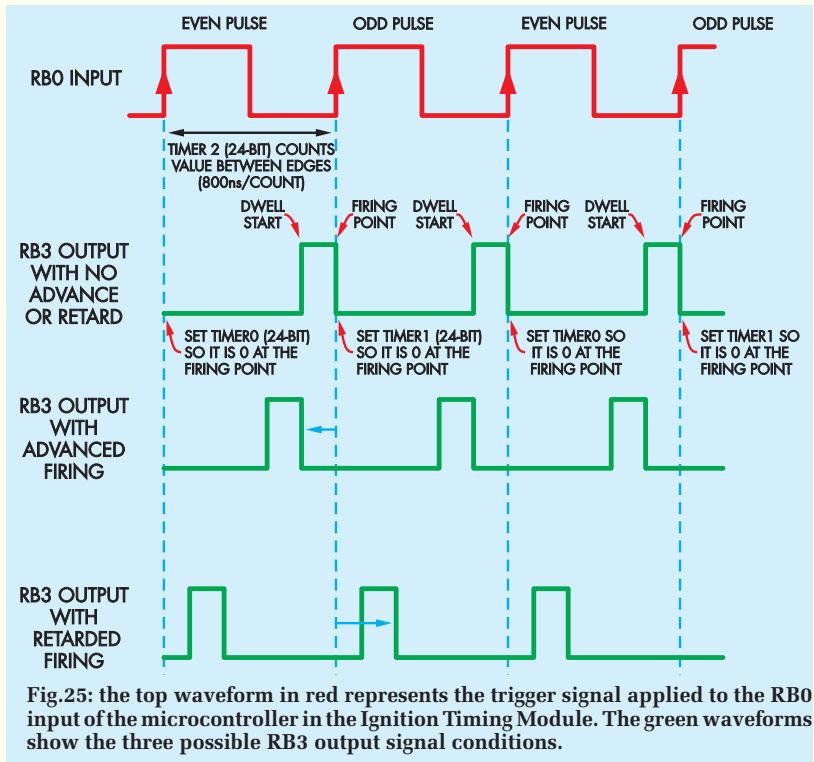 EVEN PULSE
ODD PULSE
EVEN PULSE
ODD PULSE
RB0 INPUT
TIMER 2 (24-BIT) COUNTS
VALUE BETWEEN EDGES
(800ns/COUNT)
DWELL
START
FIRING
POINT
DWELL
START
FIRING
POINT
DWELL
START
FIRING
POINT
RB3 OUTPUT
WITH NO
ADVANCE
OR RETARD
SET TIMER0 (24-BIT)
SO IT IS 0 AT THE
FIRING POINT
SET TIMER1 (24-BIT)
SO IT IS 0 AT THE
FIRING POINT
SET TIMER0 SO
IT IS 0 AT THE
FIRING POINT
SET TIMER1 SO
IT IS 0 AT THE
FIRING POINT
RB3 OUTPUT
WITH
ADVANCED
FIRING
RB3 OUTPUT
WITH
RETARDED
FIRING
Fig.25: the top waveform in red represents the trigger signal applied to the RB0
input of the microcontroller in the Ignition Timing Module. The green waveforms
show the three possible RB3 output signal conditions.